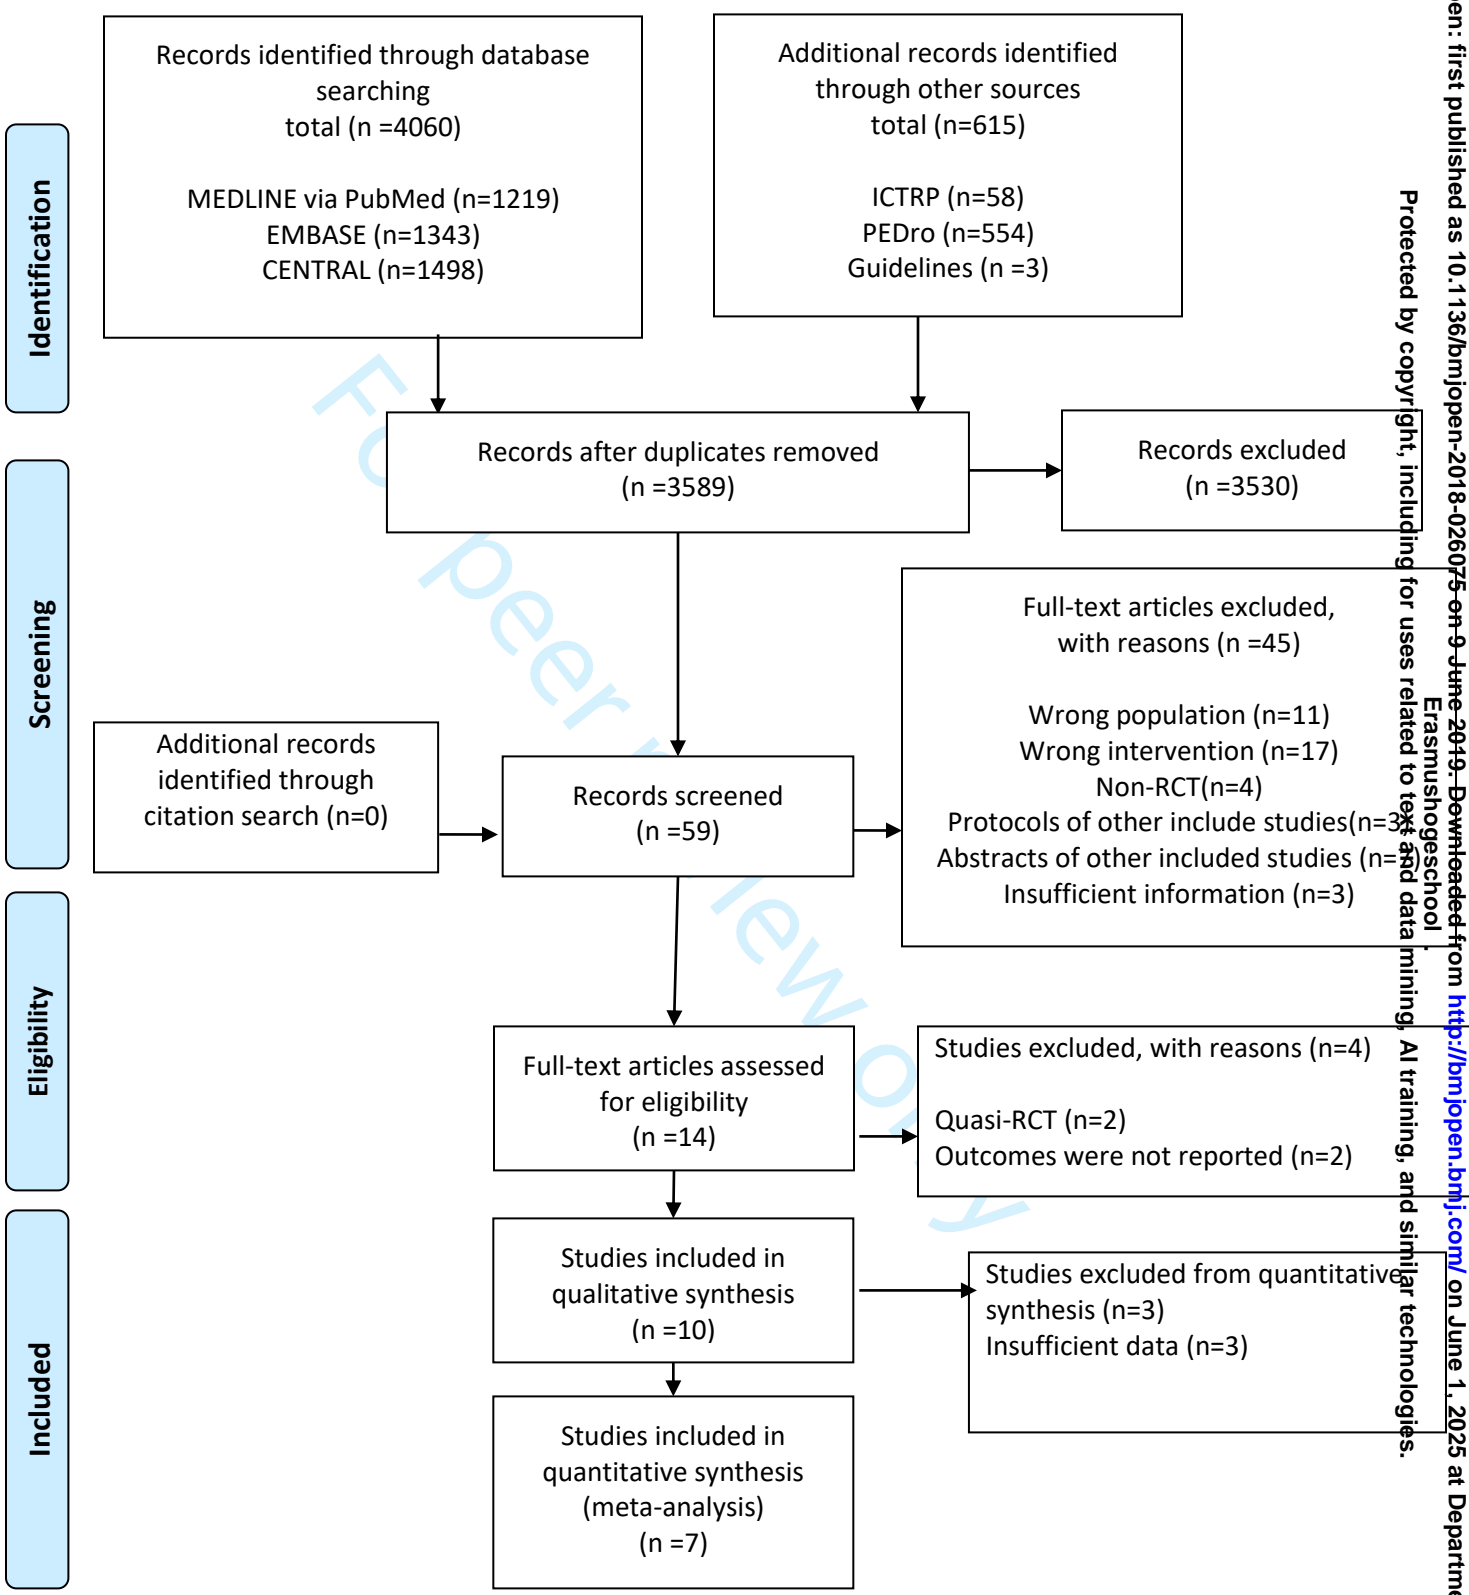 Records identified through database
searching
total (n =4060)
MEDLINE via PubMed (n=1219)
EMBASE (n=1343)
CENTRAL (n=1498)
Additional records identified
through other sources
total (n=615)
ICTRP (n=58)
PEDro (n=554)
Guidelines (n =3)
Identification
Records after duplicates removed
(n =3589)
Records excluded
(n =3530)
Screening
Full-text articles excluded,
with reasons (n =45)
Wrong population (n=11)
Wrong intervention (n=17)
Non-RCT(n=4)
Protocols of other include studies(n=3)
Abstracts of other included studies (n=
Insufficient information (n=3)
Additional records
identified through
citation search (n=0)
Records screened
(n =59)
Eligibility
Full-text articles assessed
for eligibility
(n =14)
Studies excluded, with reasons (n=4)
Quasi-RCT (n=2)
Outcomes were not reported (n=2)
Included
Studies included in
qualitative synthesis
(n =10)
Studies excluded from quantitative
synthesis (n=3)
Insufficient data (n=3)
Studies included in
quantitative synthesis
(meta-analysis)
(n =7)
For peer review only
pen: first published as 10.1136/bmjopen-2018-026075 on 9 June 2019. Downloaded from http://bmjopen.bmj.com/ on June 1, 2025 at Departme
Erasmushogeschool .
Protected by copyright, including for uses related to text and data mining, AI training, and similar technologies.